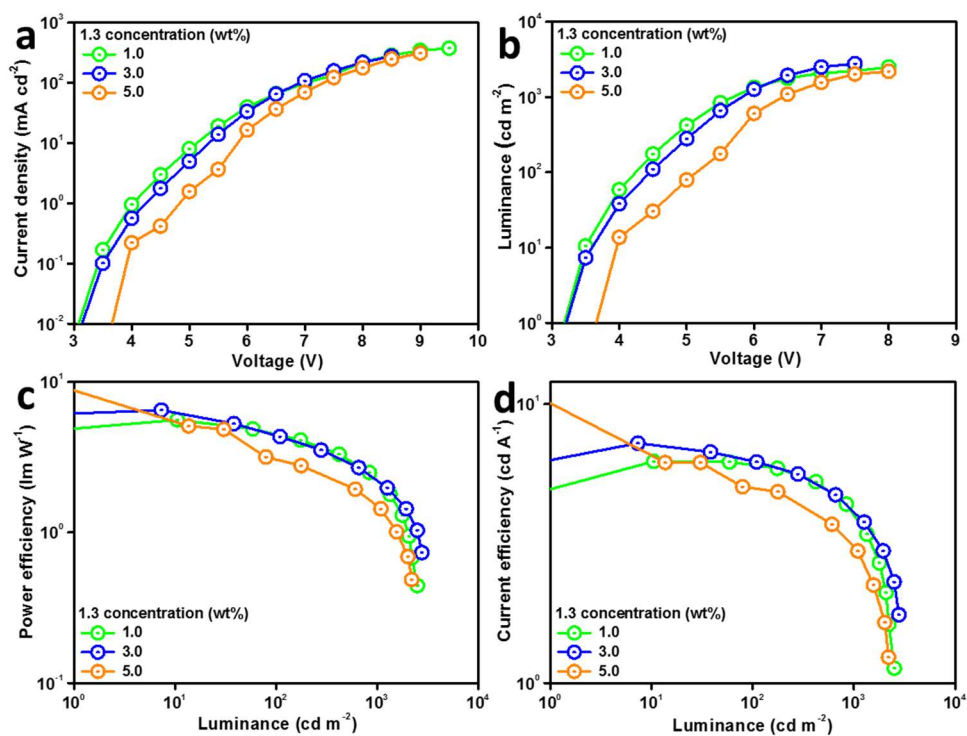 a
1.3 concentration (wt%)
1.0
3.0
5.0
Current density (mA cd⁻²)
10³
10²
10¹
10⁰
10⁻¹
10⁻²
3 4 5 6 7 8 9 10
Voltage (V)
b
1.3 concentration (wt%)
1.0
3.0
5.0
Luminance (cd m⁻²)
10⁴
10³
10²
10¹
10⁰
3 4 5 6 7 8 9
Voltage (V)
c
Power efficiency (lm W⁻¹)
10¹
10⁰
10⁻¹
1.3 concentration (wt%)
1.0
3.0
5.0
10⁰ 10¹ 10² 10³ 10⁴
Luminance (cd m⁻²)
d
Current efficiency (cd A⁻¹)
10¹
10⁰
1.3 concentration (wt%)
1.0
3.0
5.0
10⁰ 10¹ 10² 10³ 10⁴
Luminance (cd m⁻²)